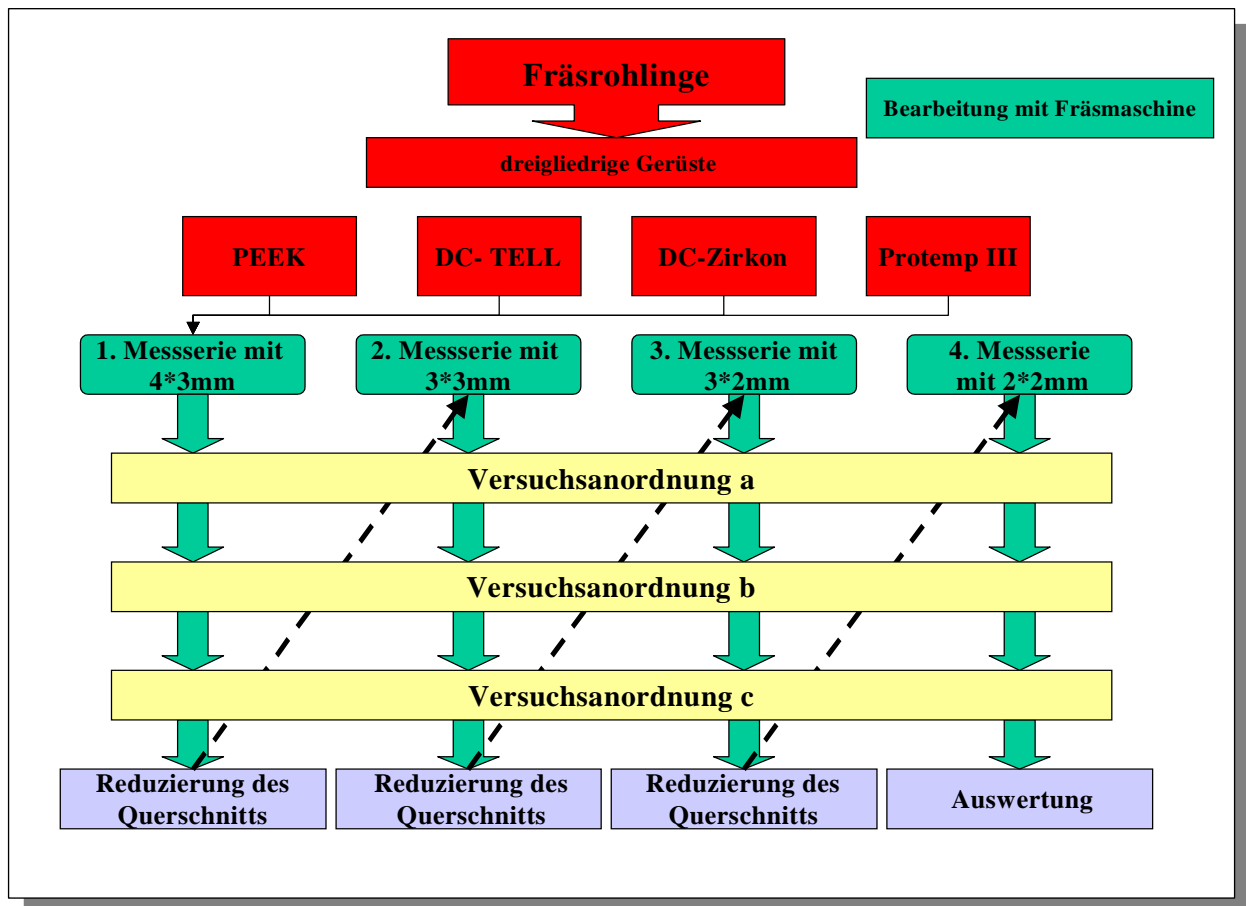 Fräsrohlinge
Bearbeitung mit Fräsmaschine
dreigliedrige Gerüste
PEEK
DC- TELL
DC-Zirkon
Protemp III
1. Messserie mit
4*3mm
2. Messserie mit
3*3mm
3. Messserie mit
3*2mm
4. Messserie
mit 2*2mm
Versuchsanordnung a
Versuchsanordnung b
Versuchsanordnung c
Reduzierung des
Querschnitts
Reduzierung des
Querschnitts
Reduzierung des
Querschnitts
Auswertung